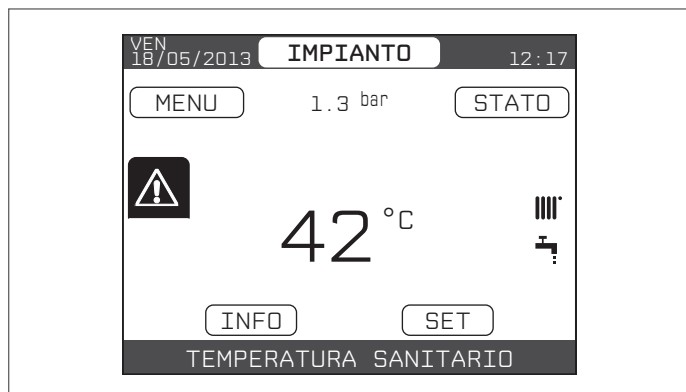 VEN
18/05/2013 IMPIANTO 12:17
MENU 1.3 bar STATO
42 °C
INFO SET
TEMPERATURA SANITARIO